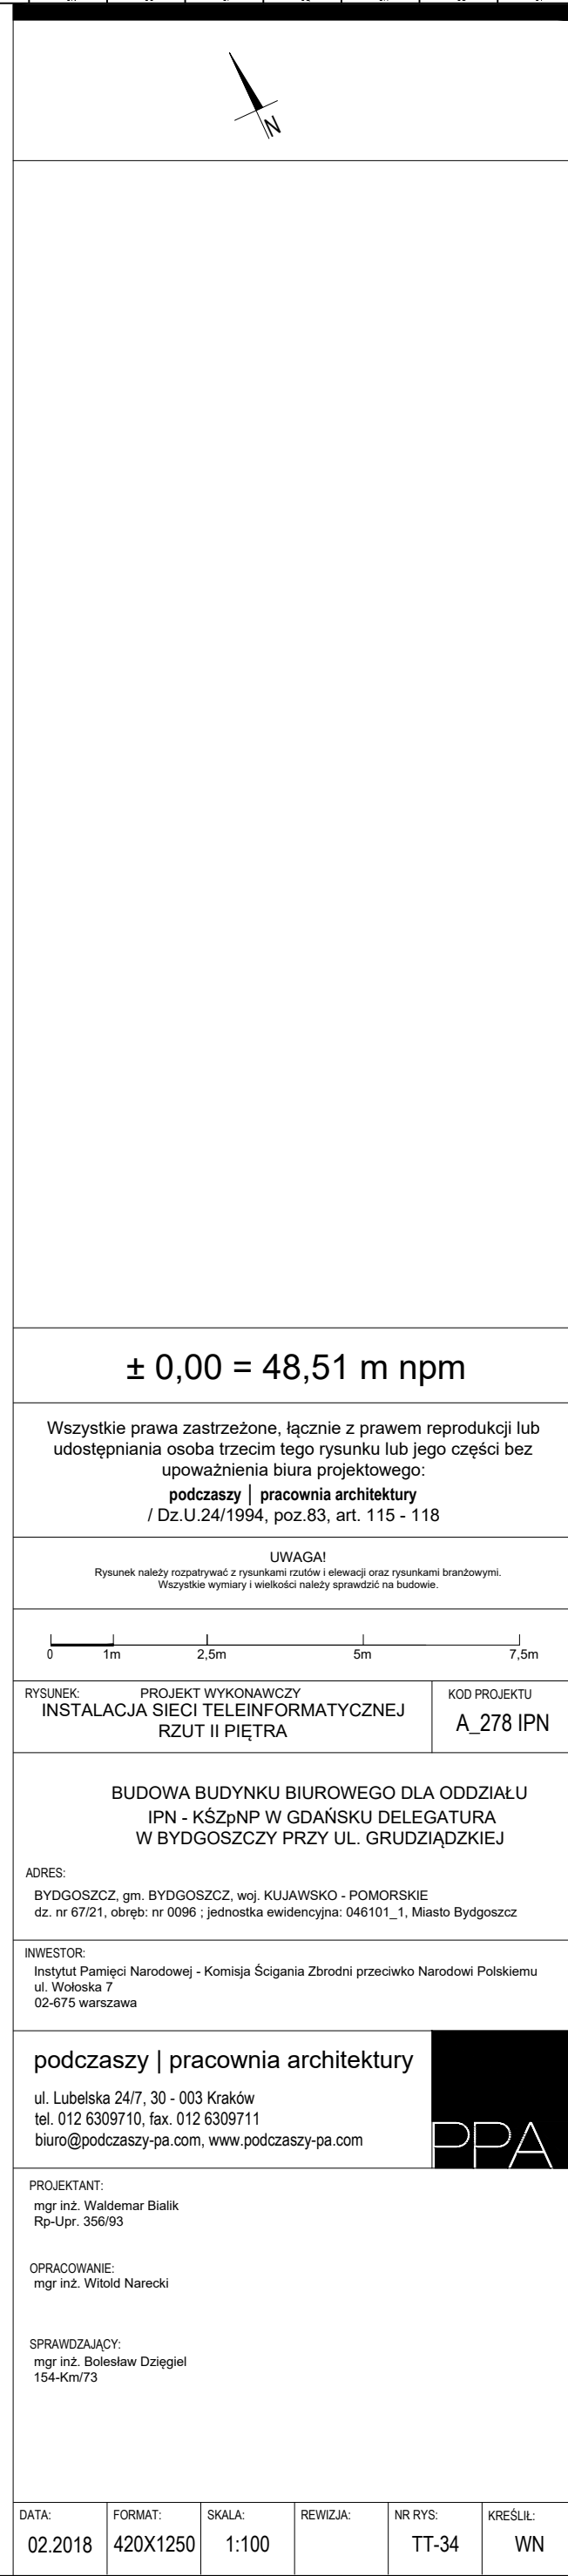 N
± 0,00 = 48,51 m npm
Wszystkie prawa zastrzeżone, łącznie z prawem reprodukcji lub
udostępniania osoba trzecim tego rysunku lub jego części bez
upoważnienia biura projektowego:
podczaszy | pracownia architektury
/ Dz.U.24/1994, poz.83, art. 115 - 118
UWAGA!
Rysunek należy rozpatrywać z rysunkami rzutów i elewacji oraz rysunkami branżowymi.
Wszystkie wymiary i wielkości należy sprawdzić na budowie.
0 1m 2,5m 5m 7,5m
RYSUNEK: PROJEKT WYKONAWCZY
INSTALACJA SIECI TELEINFORMATYCZNEJ
RZUT II PIĘTRA
KOD PROJEKTU
A_278 IPN
BUDOWA BUDYNKU BIUROWEGO DLA ODDZIAŁU
IPN - KŚZpNP W GDAŃSKU DELEGATURA
W BYDGOSZCZY PRZY UL. GRUDZIĄDZKIEJ
ADRES:
BYDGOSZCZ, gm. BYDGOSZCZ, woj. KUJAWSKO - POMORSKIE
dz. nr 67/21, obręb: nr 0096 ; jednostka ewidencyjna: 046101_1, Miasto Bydgoszcz
INWESTOR:
Instytut Pamięci Narodowej - Komisja Ścigania Zbrodni przeciwko Narodowi Polskiemu
ul. Wołoska 7
02-675 warszawa
podczaszy | pracownia architektury
ul. Lubelska 24/7, 30 - 003 Kraków
tel. 012 6309710, fax. 012 6309711
biuro@podczaszy-pa.com, www.podczaszy-pa.com
PPA
PROJEKTANT:
mgr inż. Waldemar Bialik
Rp-Upr. 356/93
OPRACOWANIE:
mgr inż. Witold Narecki
SPRAWDZAJĄCY:
mgr inż. Bolesław Dzięgiel
154-Km/73
DATA: FORMAT: SKALA: REWIZJA: NR RYS: KREŚLIŁ:
02.2018 420X1250 1:100 TT-34 WN